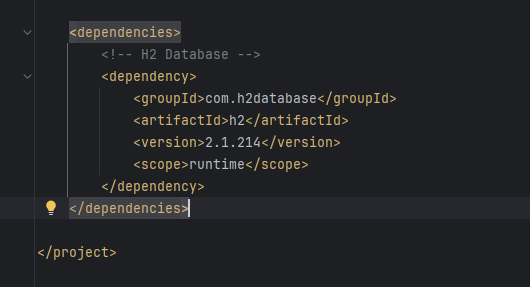 <dependencies>
<!-- H2 Database -->
<dependency>
<groupId>com.h2database</groupId>
<artifactId>h2</artifactId>
<version>2.1.214</version>
<scope>runtime</scope>
</dependency>
</dependencies>
</project>